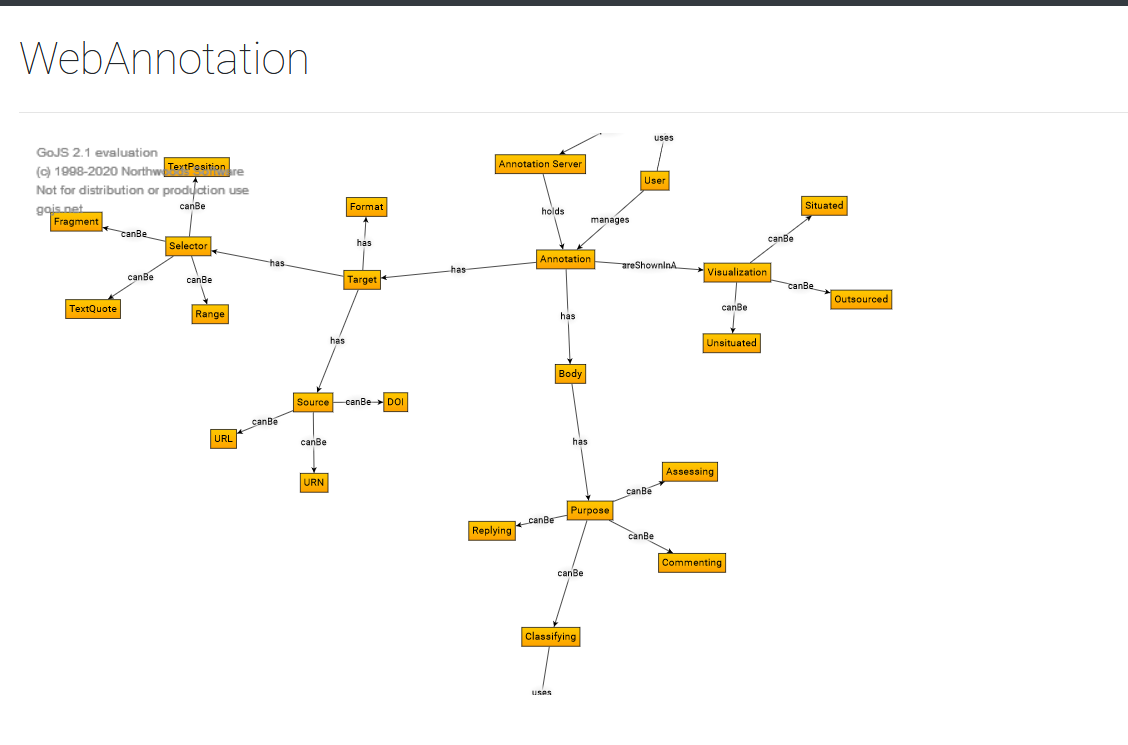 WebAnnotation
GoJS 2.1 evaluation
(c) 1998-2020 Northwoods Software
Not for distribution or production use
gojs.net
uses
TextPosition
Annotation Server
User
canBe
Format
Situated
holds
Fragment
manages
canBe
canBe
has
Selector
Annotation
has
areShownInA
Visualization
has
canBe
canBe
Target
canBe
Outsourced
TextQuote
Range
canBe
has
has
Unsituated
Body
Source
canBe
DOI
canBe
URL
canBe
has
Assessing
URN
canBe
Purpose
canBe
Replying
canBe
Commenting
canBe
Classifying
uses